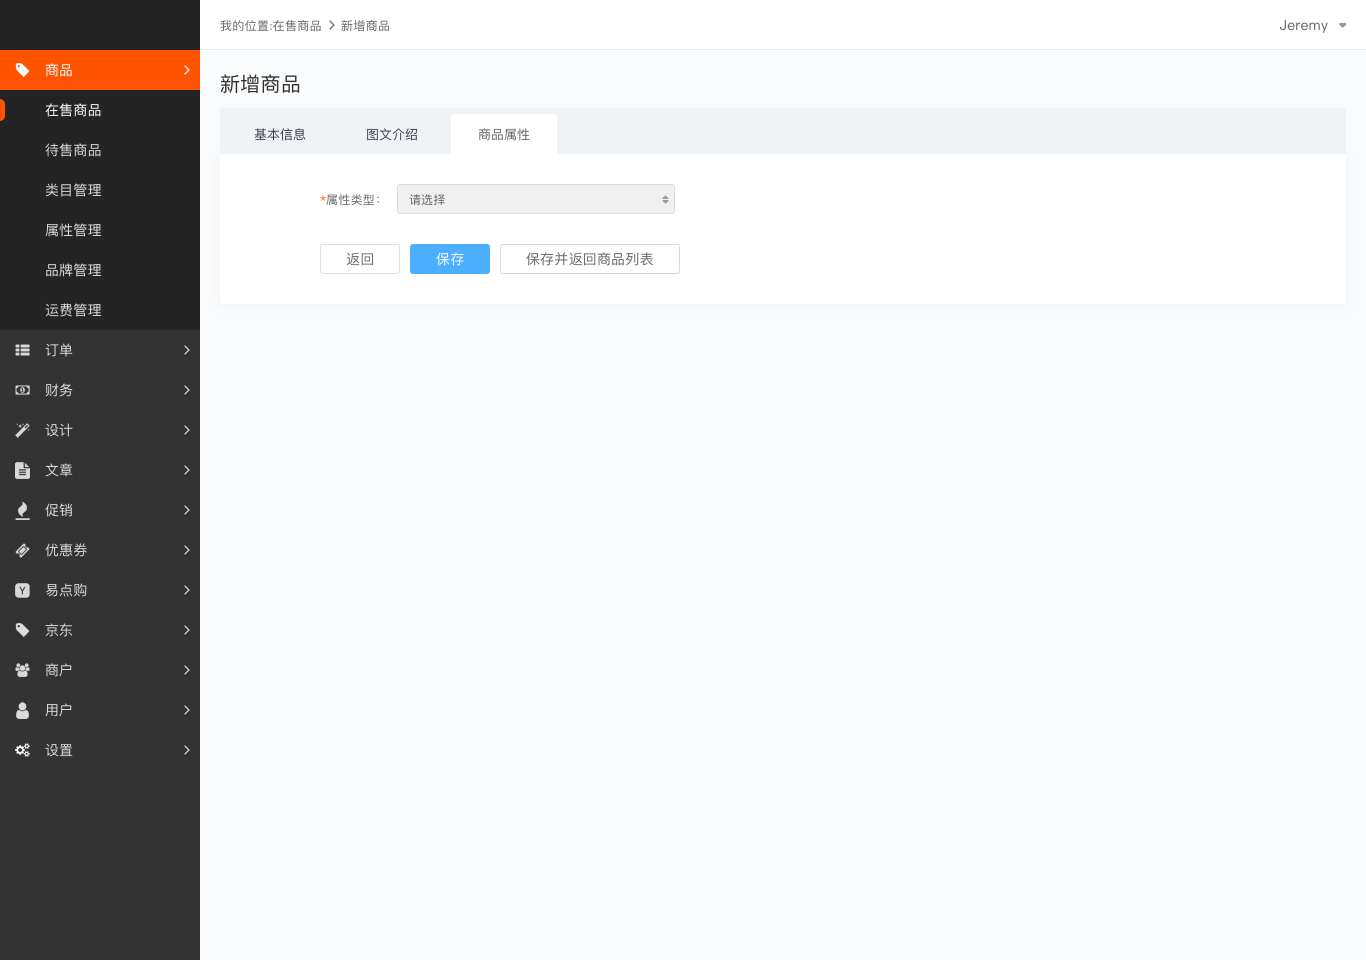 我的位置:在售商品 > 新增商品
Jeremy
商品
在售商品
待售商品
类目管理
属性管理
品牌管理
运费管理
订单
财务
设计
文章
促销
优惠券
易点购
京东
商户
用户
设置
新增商品
基本信息 图文介绍 商品属性
*属性类型： 请选择
返回 保存 保存并返回商品列表